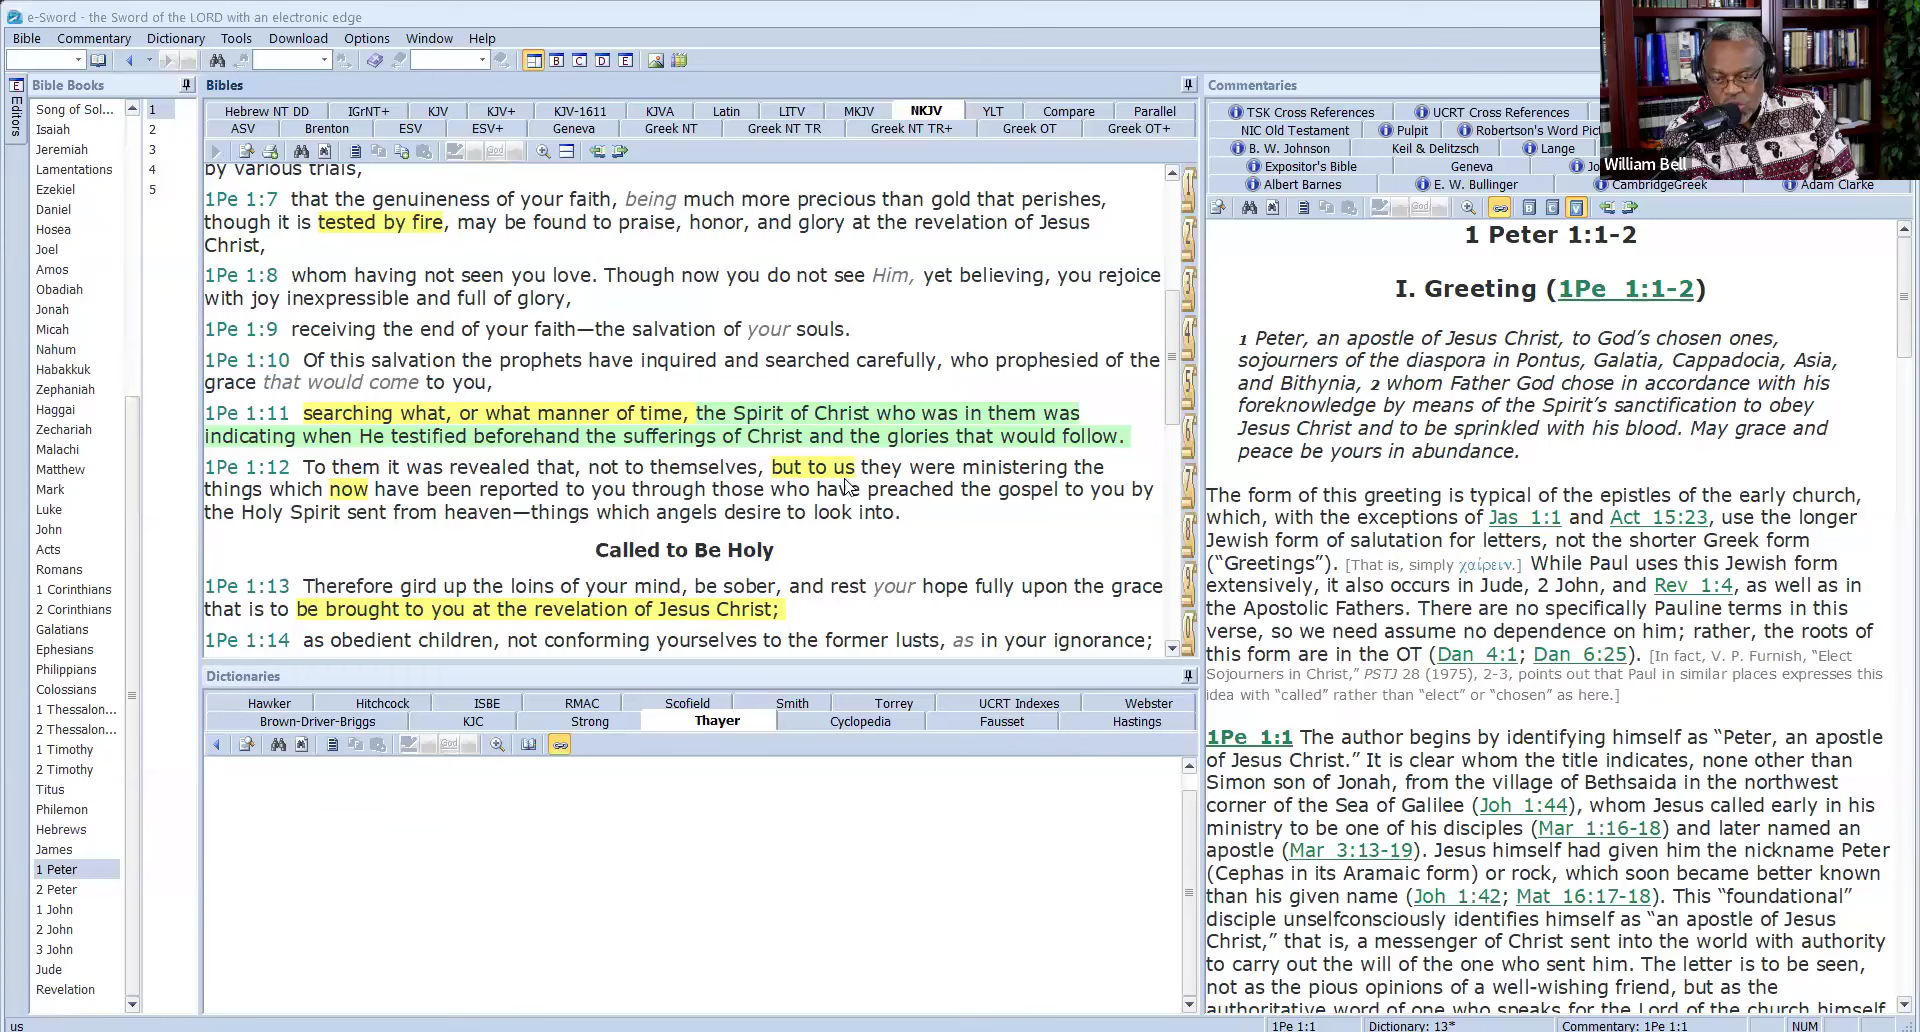 e-Sword - the Sword of the LORD with an electronic edge
Bible Commentary Dictionary Tools Download Options Window Help
B C D E
Editors
Bible Books
Song of Sol...
Isaiah
Jeremiah
Lamentations
Ezekiel
Daniel
Hosea
Joel
Amos
Obadiah
Jonah
Micah
Nahum
Habakkuk
Zephaniah
Haggai
Zechariah
Malachi
Matthew
Mark
Luke
John
Acts
Romans
1 Corinthians
2 Corinthians
Galatians
Ephesians
Philippians
Colossians
1 Thessalon...
2 Thessalon...
1 Timothy
2 Timothy
Titus
Philemon
Hebrews
James
1 Peter
2 Peter
1 John
2 John
3 John
Jude
Revelation
1
2
3
4
5
Bibles
Hebrew NT DD IGrNT+ KJV KJV+ KJV-1611 KJVA Latin LITV MKJV NKJV YLT Compare Parallel
ASV Brenton ESV ESV+ Geneva Greek NT Greek NT TR Greek NT TR+ Greek OT Greek OT+
God
by various trials,
1Pe 1:7 that the genuineness of your faith, being much more precious than gold that perishes,
though it is tested by fire, may be found to praise, honor, and glory at the revelation of Jesus
Christ,
1Pe 1:8 whom having not seen you love. Though now you do not see Him, yet believing, you rejoice
with joy inexpressible and full of glory,
1Pe 1:9 receiving the end of your faith—the salvation of your souls.
1Pe 1:10 Of this salvation the prophets have inquired and searched carefully, who prophesied of the
grace that would come to you,
1Pe 1:11 searching what, or what manner of time, the Spirit of Christ who was in them was
indicating when He testified beforehand the sufferings of Christ and the glories that would follow.
1Pe 1:12 To them it was revealed that, not to themselves, but to us they were ministering the
things which now have been reported to you through those who have preached the gospel to you by
the Holy Spirit sent from heaven—things which angels desire to look into.
Called to Be Holy
1Pe 1:13 Therefore gird up the loins of your mind, be sober, and rest your hope fully upon the grace
that is to be brought to you at the revelation of Jesus Christ;
1Pe 1:14 as obedient children, not conforming yourselves to the former lusts, as in your ignorance;
1
2
3
4
5
6
7
8
9
0
Dictionaries
Hawker Hitchcock ISBE RMAC Scofield Smith Torrey UCRT Indexes Webster
Brown-Driver-Briggs KJC Strong Thayer Cyclopedia Fausset Hastings
God
Commentaries
TSK Cross References UCRT Cross References
NIC Old Testament Pulpit Robertson's Word Pic
B. W. Johnson Keil & Delitzsch Lange
Expositor's Bible Geneva Jo
Albert Barnes E. W. Bullinger CambridgeGreek Adam Clarke
God B C V
William Bell
1 Peter 1:1-2
I. Greeting (1Pe 1:1-2)
1 Peter, an apostle of Jesus Christ, to God's chosen ones,
sojourners of the diaspora in Pontus, Galatia, Cappadocia, Asia,
and Bithynia, 2 whom Father God chose in accordance with his
foreknowledge by means of the Spirit's sanctification to obey
Jesus Christ and to be sprinkled with his blood. May grace and
peace be yours in abundance.
The form of this greeting is typical of the epistles of the early church,
which, with the exceptions of Jas 1:1 and Act 15:23, use the longer
Jewish form of salutation for letters, not the shorter Greek form
(“Greetings”). [That is, simply χαίρειν.] While Paul uses this Jewish form
extensively, it also occurs in Jude, 2 John, and Rev 1:4, as well as in
the Apostolic Fathers. There are no specifically Pauline terms in this
verse, so we need assume no dependence on him; rather, the roots of
this form are in the OT (Dan 4:1; Dan 6:25). [In fact, V. P. Furnish, “Elect
Sojourners in Christ,” PSTJ 28 (1975), 2-3, points out that Paul in similar places expresses this
idea with “called” rather than “elect” or “chosen” as here.]
1Pe 1:1 The author begins by identifying himself as “Peter, an apostle
of Jesus Christ.” It is clear whom the title indicates, none other than
Simon son of Jonah, from the village of Bethsaida in the northwest
corner of the Sea of Galilee (Joh 1:44), whom Jesus called early in his
ministry to be one of his disciples (Mar 1:16-18) and later named an
apostle (Mar 3:13-19). Jesus himself had given him the nickname Peter
(Cephas in its Aramaic form) or rock, which soon became better known
than his given name (Joh 1:42; Mat 16:17-18). This “foundational”
disciple unselfconsciously identifies himself as “an apostle of Jesus
Christ,” that is, a messenger of Christ sent into the world with authority
to carry out the will of the one who sent him. The letter is to be seen,
not as the pious opinions of a well-wishing friend, but as the
authoritative word of one who speaks for the Lord of the church himself
us
1Pe 1:1 Dictionary: 13* Commentary: 1Pe 1:1 NUM